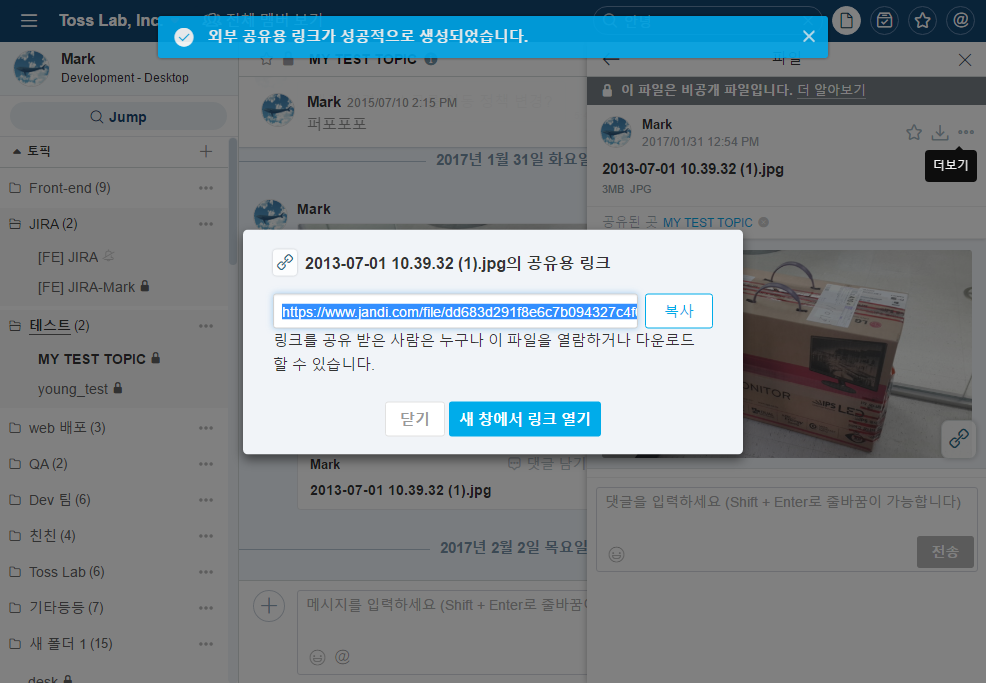 Toss Lab, Inc
전체 멤버 보기
외부 공유용 링크가 성공적으로 생성되었습니다.
Mark
Development - Desktop
Jump
토픽
Front-end (9)
JIRA (2)
[FE] JIRA
[FE] JIRA-Mark
테스트 (2)
MY TEST TOPIC
young_test
web 배포 (3)
QA (2)
Dev 팀 (6)
친친 (4)
Toss Lab (6)
기타등등 (7)
새 폴더 1 (15)
desk
MY TEST TOPIC
Mark 2015/07/10 2:15 PM
퍼포포포
2017년 1월 31일 화요일
Mark
2013-07-01 10.39.32 (1).jpg의 공유용 링크
https://www.jandi.com/file/dd683d291f8e6c7b094327c4f
복사
링크를 공유 받은 사람은 누구나 이 파일을 열람하거나 다운로드
할 수 있습니다.
닫기
새 창에서 링크 열기
Mark
댓글 남기
2013-07-01 10.39.32 (1).jpg
2017년 2월 2일 목요일
메시지를 입력하세요 (Shift + Enter로 줄바꿈이
파일
이 파일은 비공개 파일입니다. 더 알아보기
Mark
2017/01/31 12:54 PM
더보기
2013-07-01 10.39.32 (1).jpg
3MB JPG
공유된 곳 MY TEST TOPIC
LG
MONITOR
LED
댓글을 입력하세요 (Shift + Enter로 줄바꿈이 가능합니다)
전송